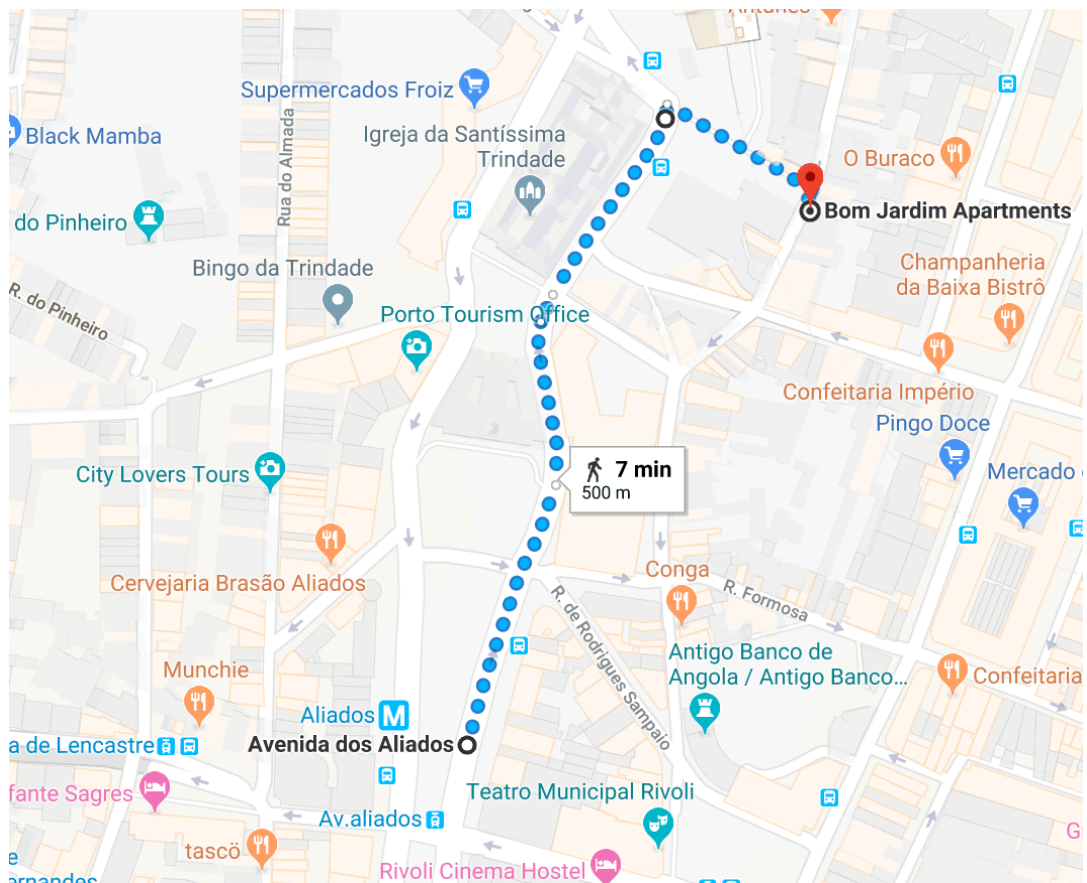 Antunes
Supermercados Froiz
Black Mamba
Igreja da Santíssima
Trindade
Rua do Almada
O Buraco
do Pinheiro
Bom Jardim Apartments
Bingo da Trindade
Champanheria
da Baixa Bistrô
R. do Pinheiro
Porto Tourism Office
Confeitaria Império
Pingo Doce
City Lovers Tours
7 min
500 m
Mercado
Cervejaria Brasão Aliados
Conga
R. Formosa
R. de Rodrigues Sampaio
Antigo Banco de
Angola / Antigo Banco...
Munchie
Confeitaria
Aliados M
a de Lencastre
Avenida dos Aliados
fante Sagres
Teatro Municipal Rivoli
Av.aliados
tascö
Rivoli Cinema Hostel
G
e
ernandes